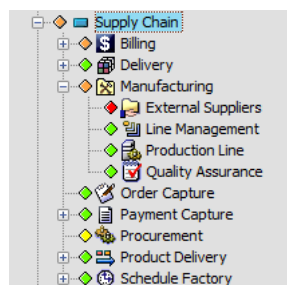 Supply Chain
Billing
Delivery
Manufacturing
External Suppliers
Line Management
Production Line
Quality Assurance
Order Capture
Payment Capture
Procurement
Product Delivery
Schedule Factory